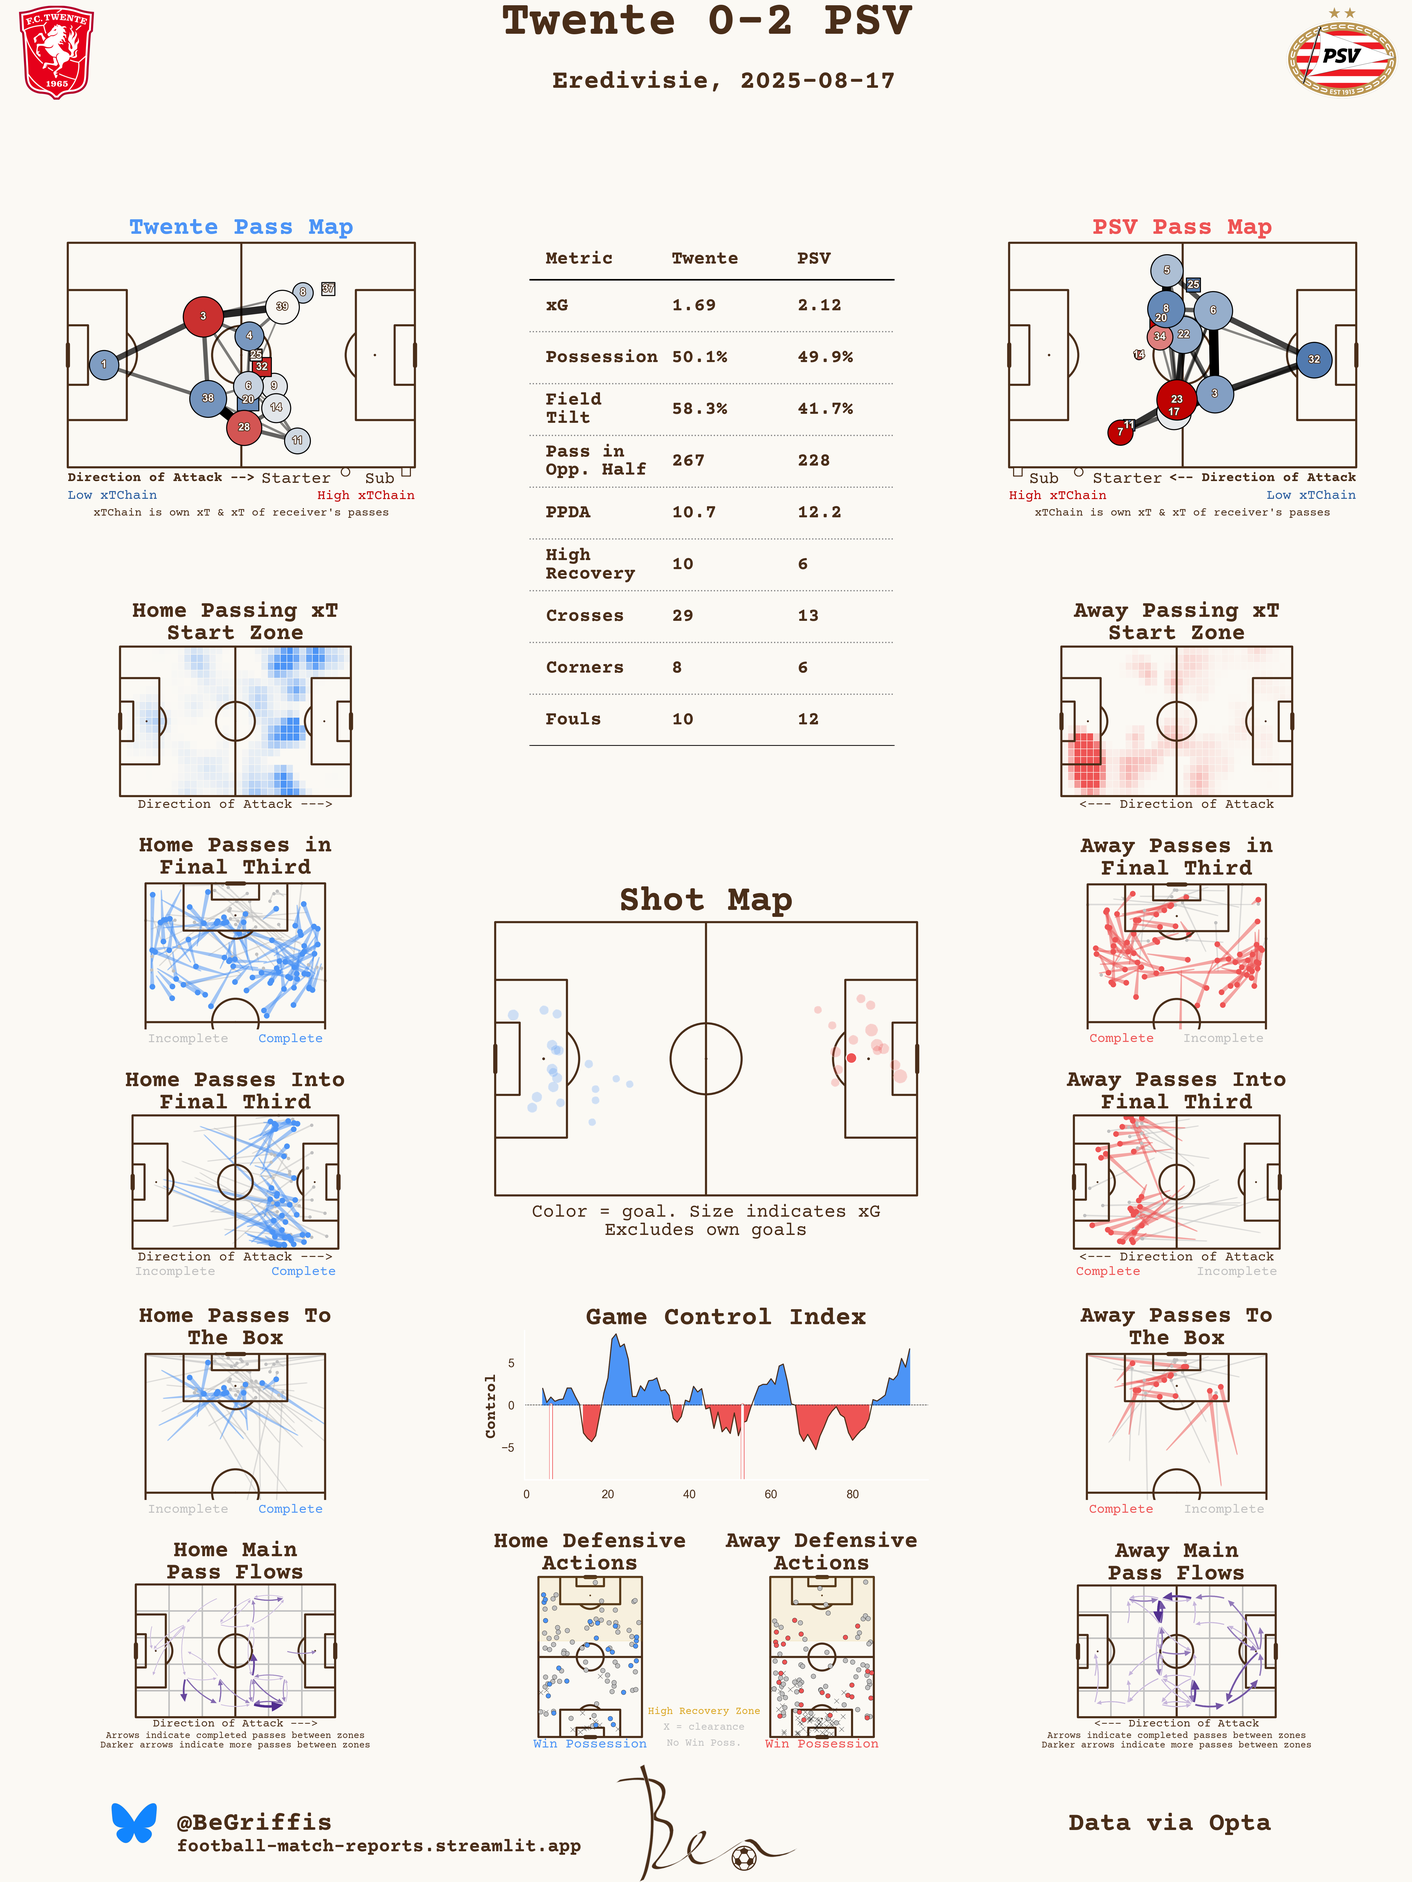 Twente 0-2 PSV
Eredivisie, 2025-08-17
F.C. TWENTE
1965
PSV
EST 1913
Twente Pass Map
1
3
38
4
39
8
37
25
32
6
9
20
14
28
11
Direction of Attack --> Starter Sub
Low xTChain High xTChain
xTChain is own xT & xT of receiver's passes
Metric Twente PSV
xG 1.69 2.12
Possession 50.1% 49.9%
Field
Tilt 58.3% 41.7%
Pass in
Opp. Half 267 228
PPDA 10.7 12.2
High
Recovery 10 6
Crosses 29 13
Corners 8 6
Fouls 10 12
PSV Pass Map
5
25
8
6
20
34
22
14
32
3
23
17
11
7
Sub Starter <-- Direction of Attack
High xTChain Low xTChain
xTChain is own xT & xT of receiver's passes
Home Passing xT
Start Zone
Direction of Attack --->
Away Passing xT
Start Zone
<--- Direction of Attack
Home Passes in
Final Third
Incomplete Complete
Away Passes in
Final Third
Complete Incomplete
Shot Map
Color = goal. Size indicates xG
Excludes own goals
Home Passes Into
Final Third
Direction of Attack --->
Incomplete Complete
Away Passes Into
Final Third
<--- Direction of Attack
Complete Incomplete
Home Passes To
The Box
Incomplete Complete
Game Control Index
Control
5
0
−5
0 20 40 60 80
Away Passes To
The Box
Complete Incomplete
Home Main
Pass Flows
Direction of Attack --->
Arrows indicate completed passes between zones
Darker arrows indicate more passes between zones
Home Defensive
Actions
Win Possession
Away Defensive
Actions
Win Possession
High Recovery Zone
X = clearance
No Win Poss.
Away Main
Pass Flows
<--- Direction of Attack
Arrows indicate completed passes between zones
Darker arrows indicate more passes between zones
@BeGriffis
football-match-reports.streamlit.app
Ben
Data via Opta